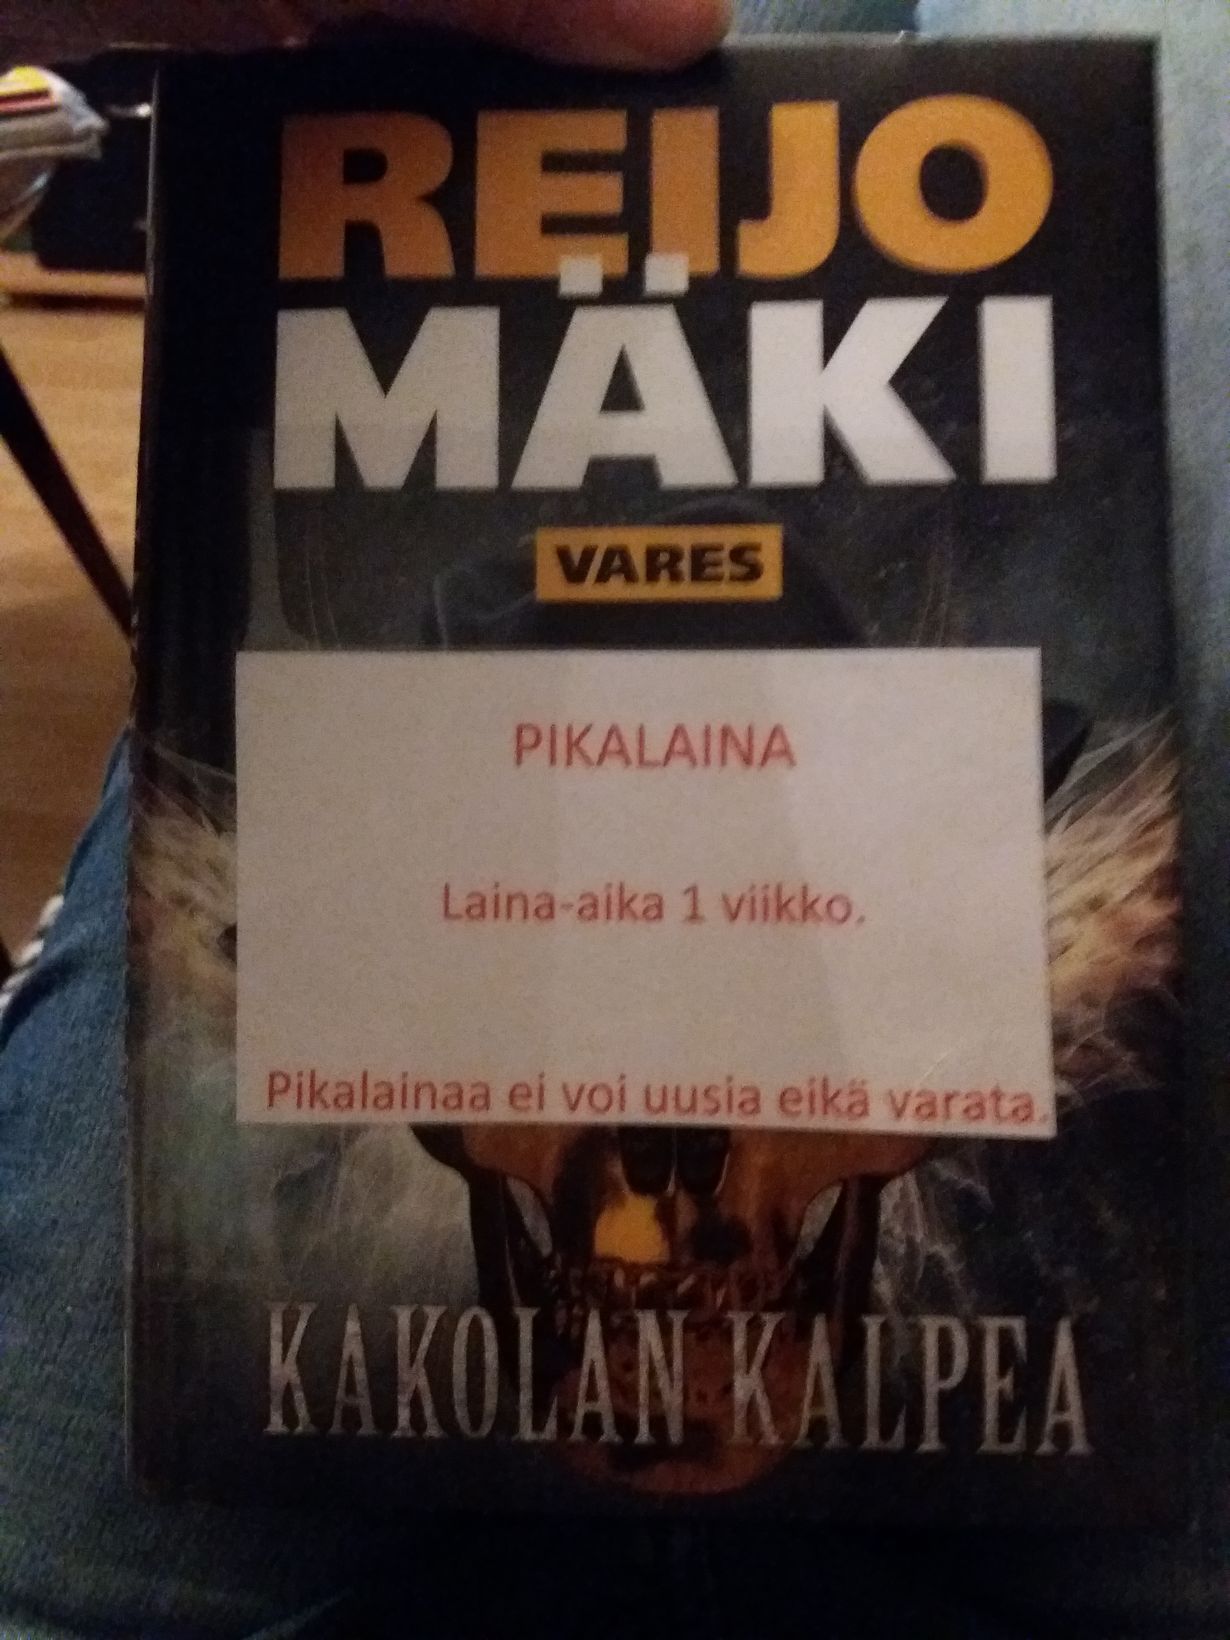 REIJO
MÄKI
VARES
PIKALAINA
Laina-aika 1 viikko.
Pikalainaa ei voi uusia eikä varata.
KAKOLAN KALPEA